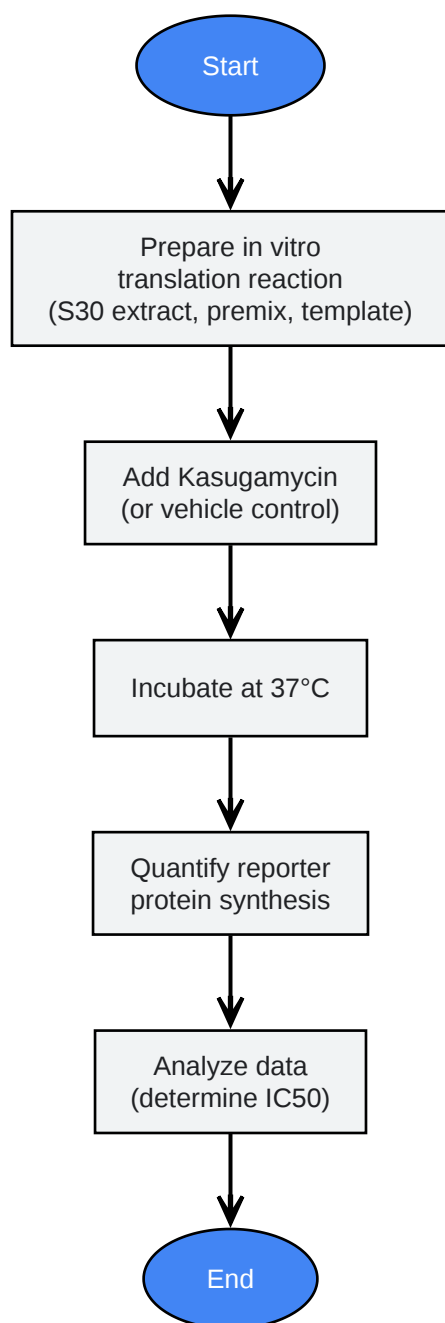 Start
Prepare in vitro
translation reaction
(S30 extract, premix, template)
Add Kasugamycin
(or vehicle control)
Incubate at 37°C
Quantify reporter
protein synthesis
Analyze data
(determine IC50)
End